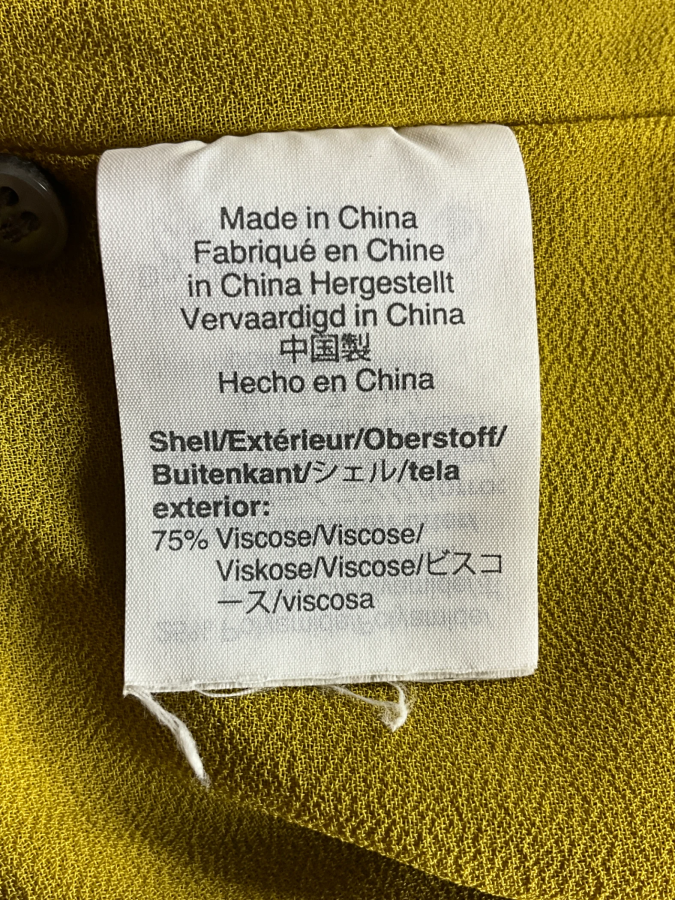 Made in China
Fabriqué en Chine
in China Hergestellt
Vervaardigd in China
中国製
Hecho en China
Shell/Extérieur/Oberstoff/
Buitenkant/シェル/tela
exterior:
75% Viscose/Viscose/
Viskose/Viscose/ビスコ
ース/viscosa